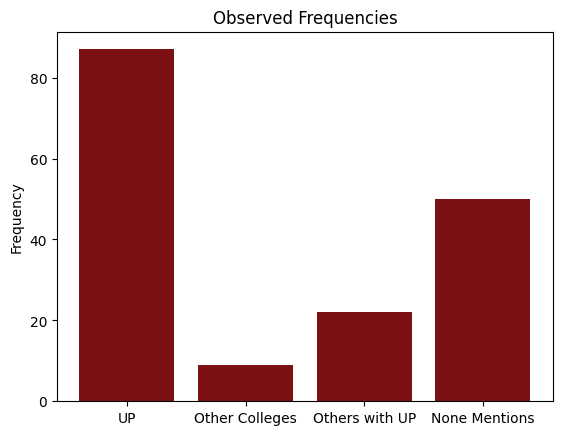 Observed Frequencies
Frequency
80
60
40
20
0
UP Other Colleges Others with UP None Mentions